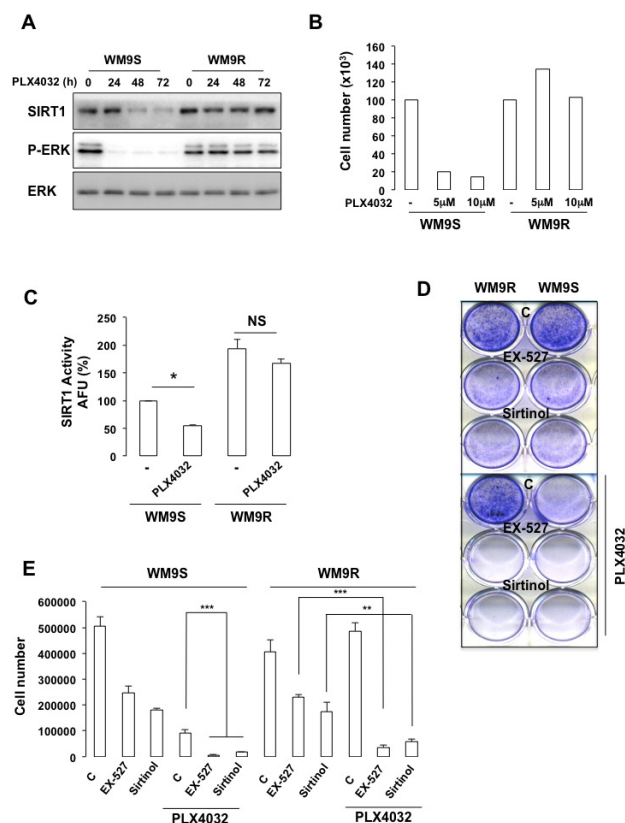 A
WM9S WM9R
PLX4032 (h) 0 24 48 72 0 24 48 72
SIRT1
P-ERK
ERK
B
Cell number (x10³)
160
140
120
100
80
60
40
20
0
PLX4032 - 5µM 10µM - 5µM 10µM
WM9S WM9R
C
SIRT1 Activity
AFU (%)
250
200
150
100
50
0
* NS
- PLX4032 - PLX4032
WM9S WM9R
D
WM9R WM9S
C
EX-527
Sirtinol
C
EX-527
Sirtinol
PLX4032
E
WM9S WM9R
Cell number
600000
500000
400000
300000
200000
100000
0
***
***
**
C EX-527 Sirtinol C EX-527 Sirtinol C EX-527 Sirtinol C EX-527 Sirtinol
PLX4032 PLX4032